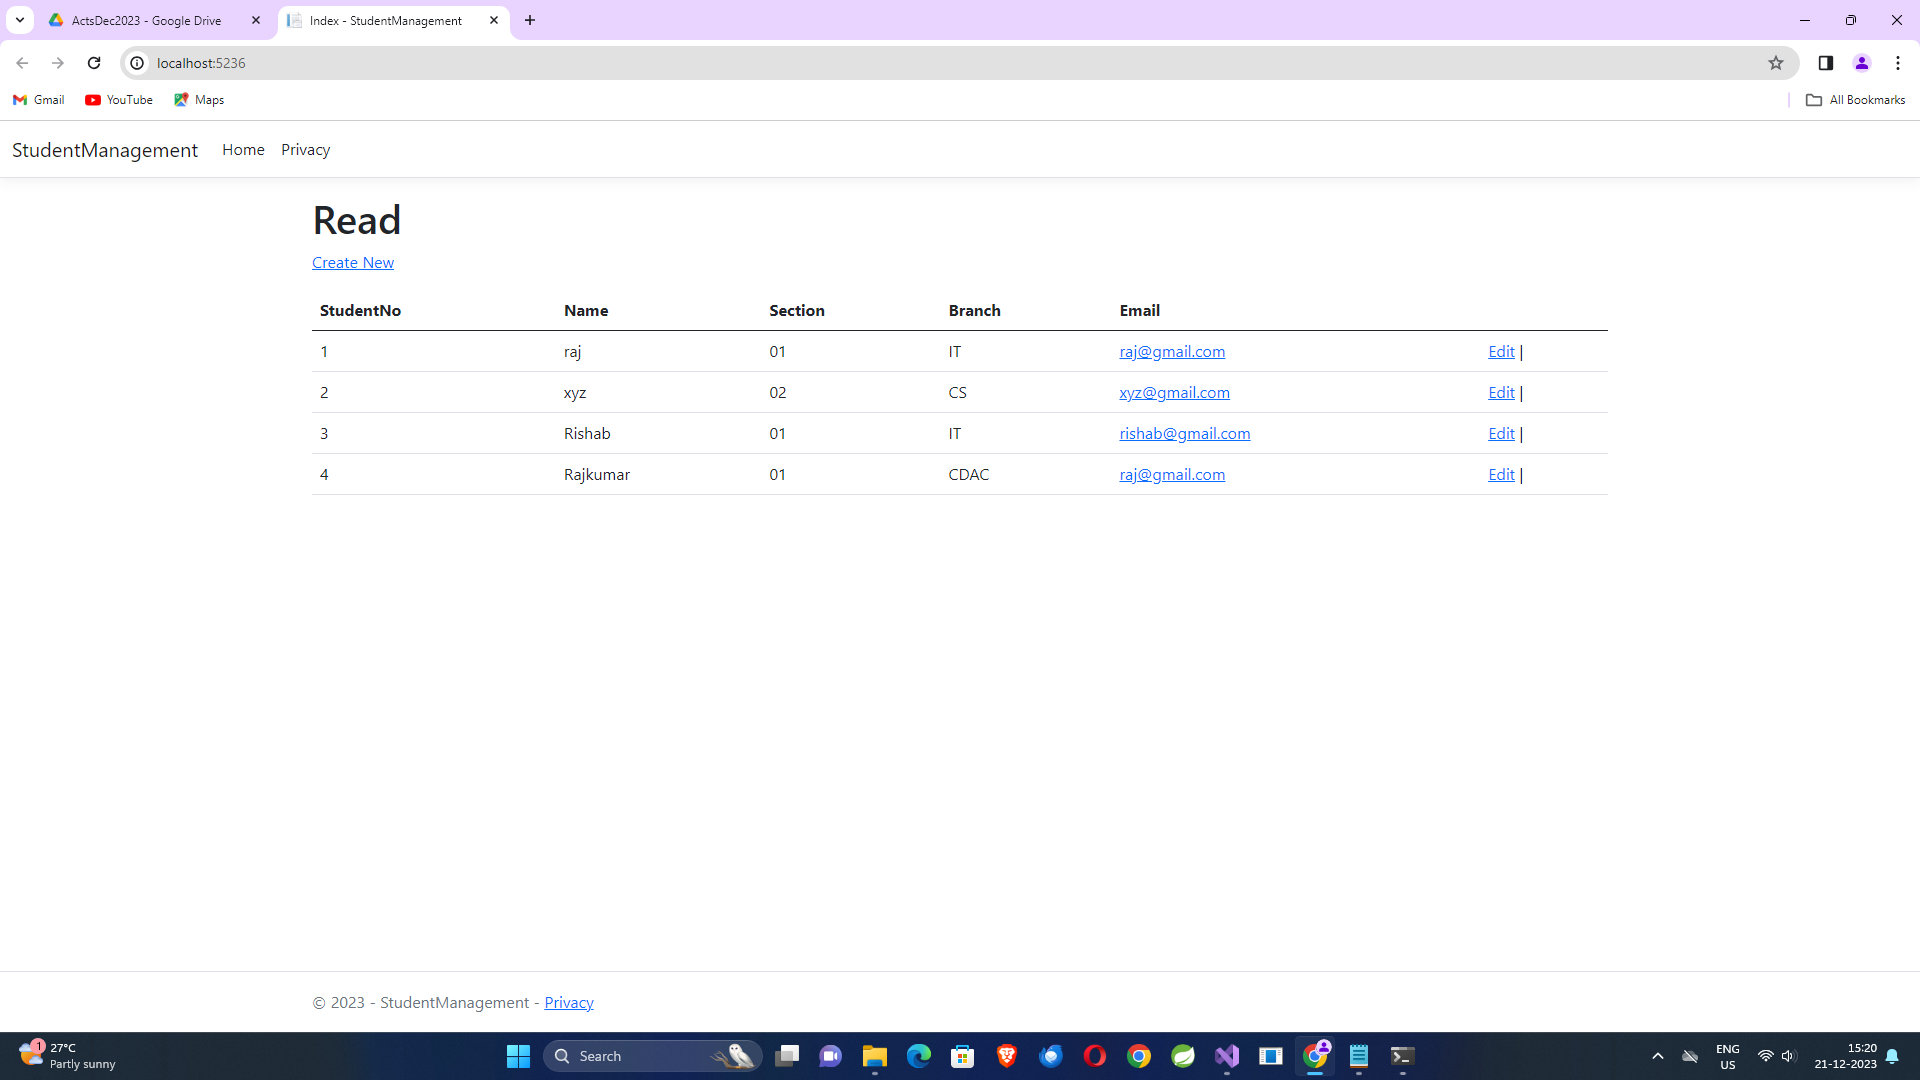 ActsDec2023 - Google Drive
Index - StudentManagement
localhost:5236
Gmail YouTube Maps All Bookmarks
StudentManagement Home Privacy
Read
Create New
StudentNo Name Section Branch Email
1 raj 01 IT raj@gmail.com Edit |
2 xyz 02 CS xyz@gmail.com Edit |
3 Rishab 01 IT rishab@gmail.com Edit |
4 Rajkumar 01 CDAC raj@gmail.com Edit |
© 2023 - StudentManagement - Privacy
1
27°C
Partly sunny
Search
ENG
US
15:20
21-12-2023